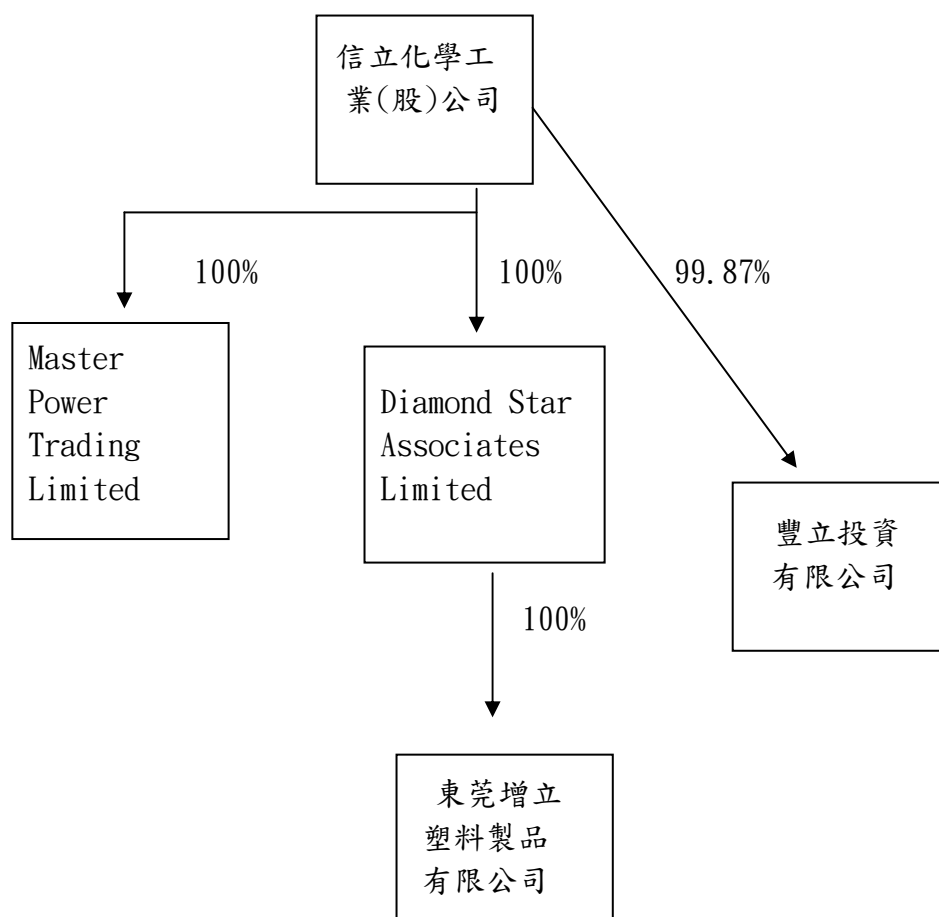 信立化學工
業(股)公司
100%
100%
99.87%
Master
Power
Trading
Limited
Diamond Star
Associates
Limited
豐立投資
有限公司
100%
東莞增立
塑料製品
有限公司